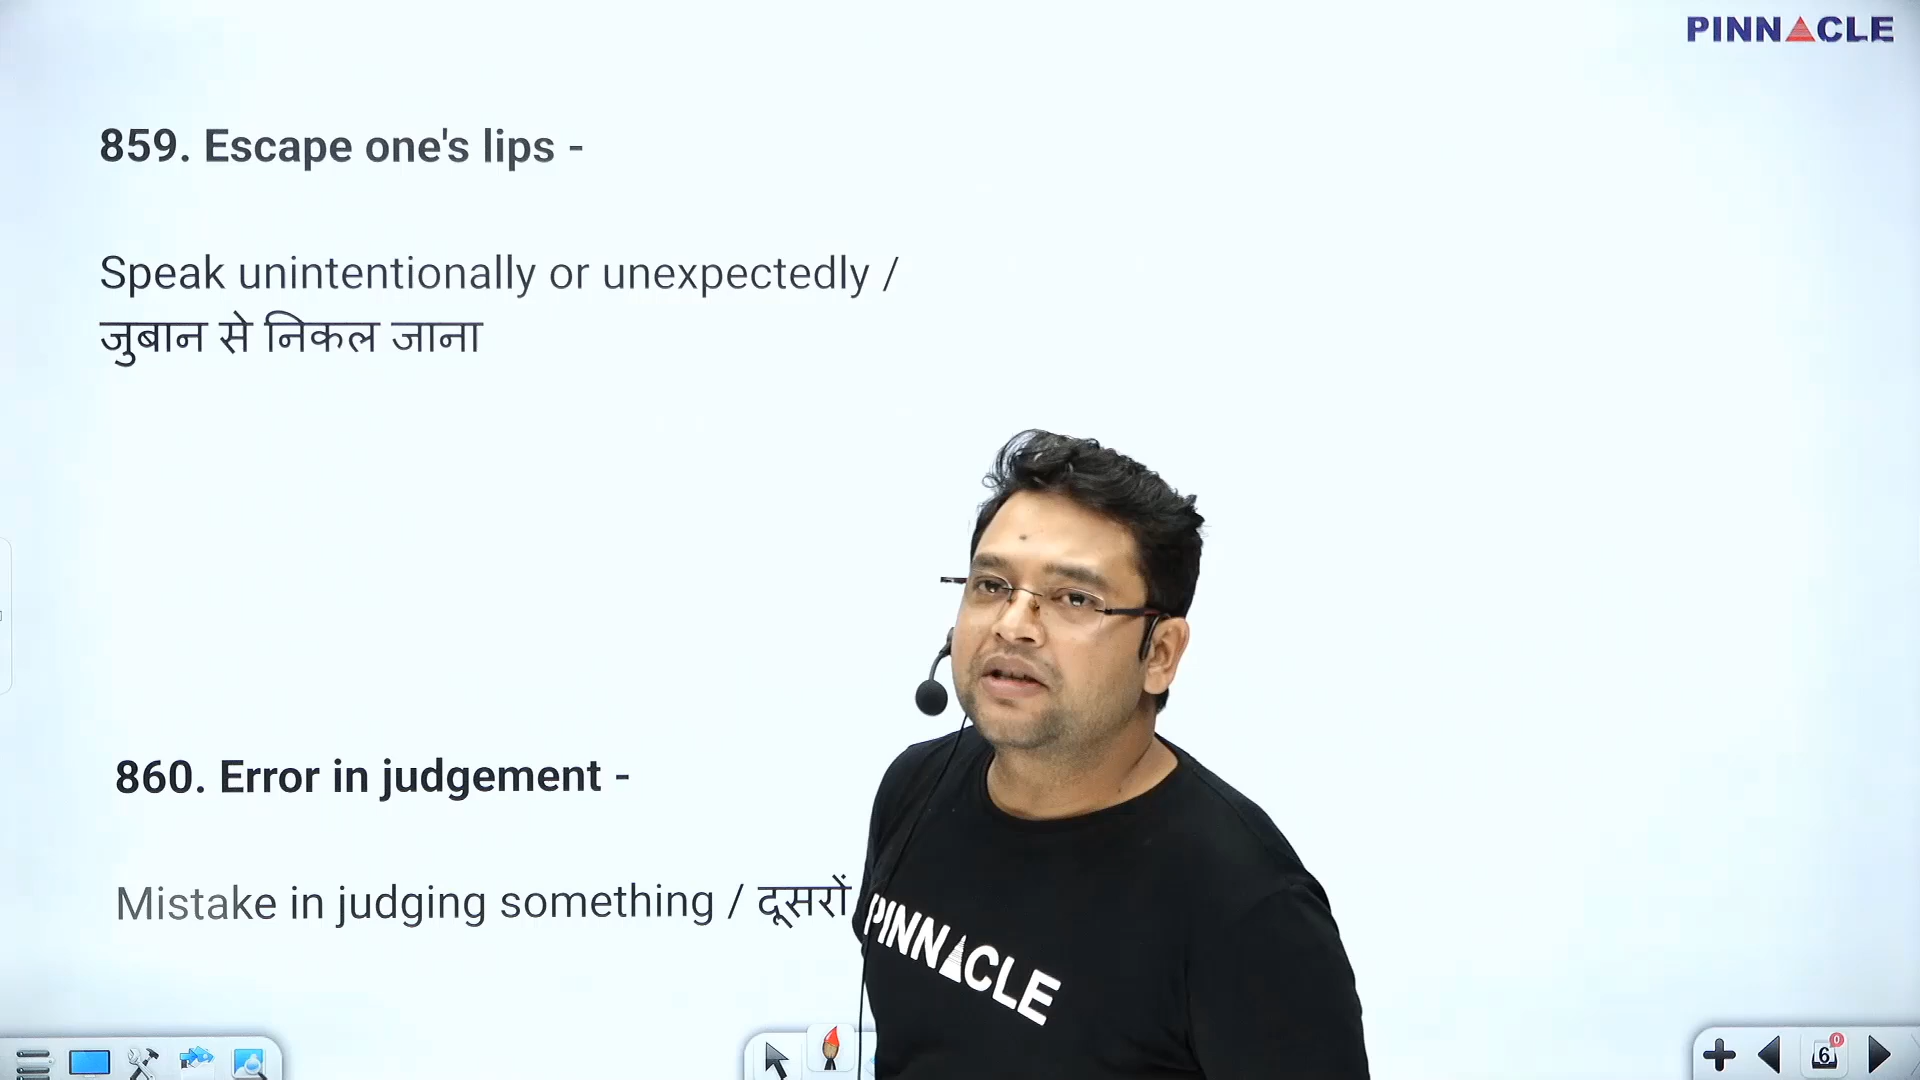 PINNACLE
859. Escape one's lips -
Speak unintentionally or unexpectedly /
जुबान से निकल जाना
860. Error in judgement -
Mistake in judging something / दूसरों
PINNACLE
6
0